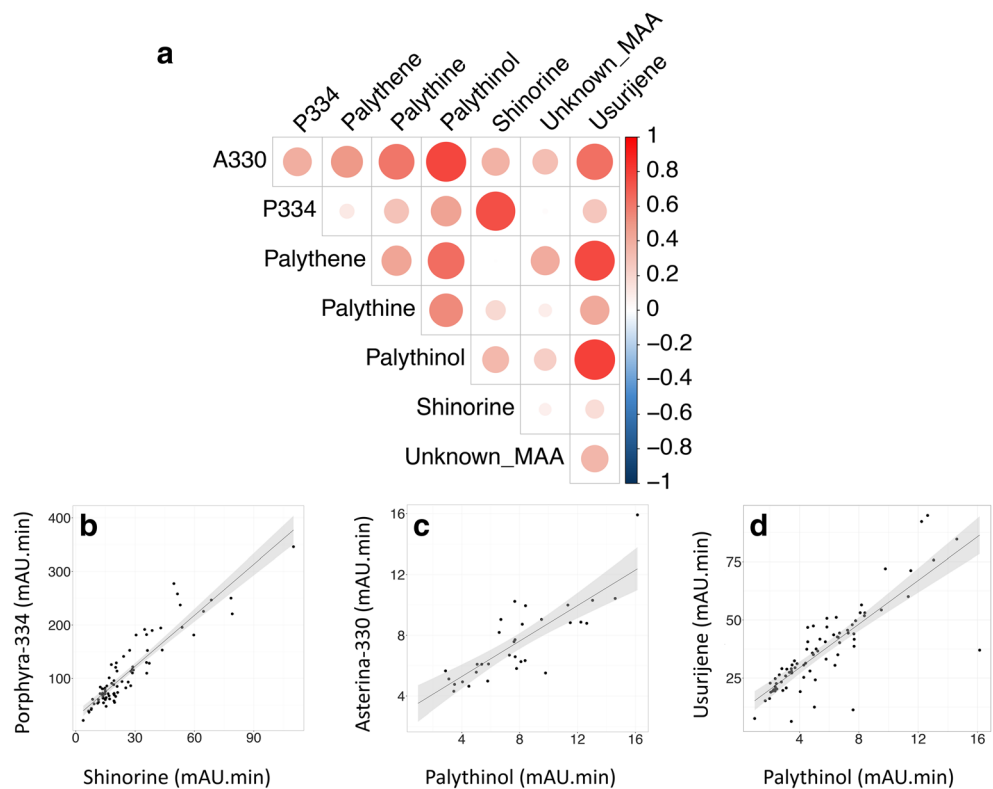 a
P334
Palythene
Palythine
Palythinol
Shinorine
Unknown_MAA
Usurijene
A330
P334
Palythene
Palythine
Palythinol
Shinorine
Unknown_MAA
1
0.8
0.6
0.4
0.2
0
−0.2
−0.4
−0.6
−0.8
−1
b
Porphyra-334 (mAU.min)
400
300
200
100
0 30 60 90
Shinorine (mAU.min)
c
Asterina-330 (mAU.min)
16
12
8
4
4 8 12 16
Palythinol (mAU.min)
d
Usurijene (mAU.min)
75
50
25
4 8 12 16
Palythinol (mAU.min)